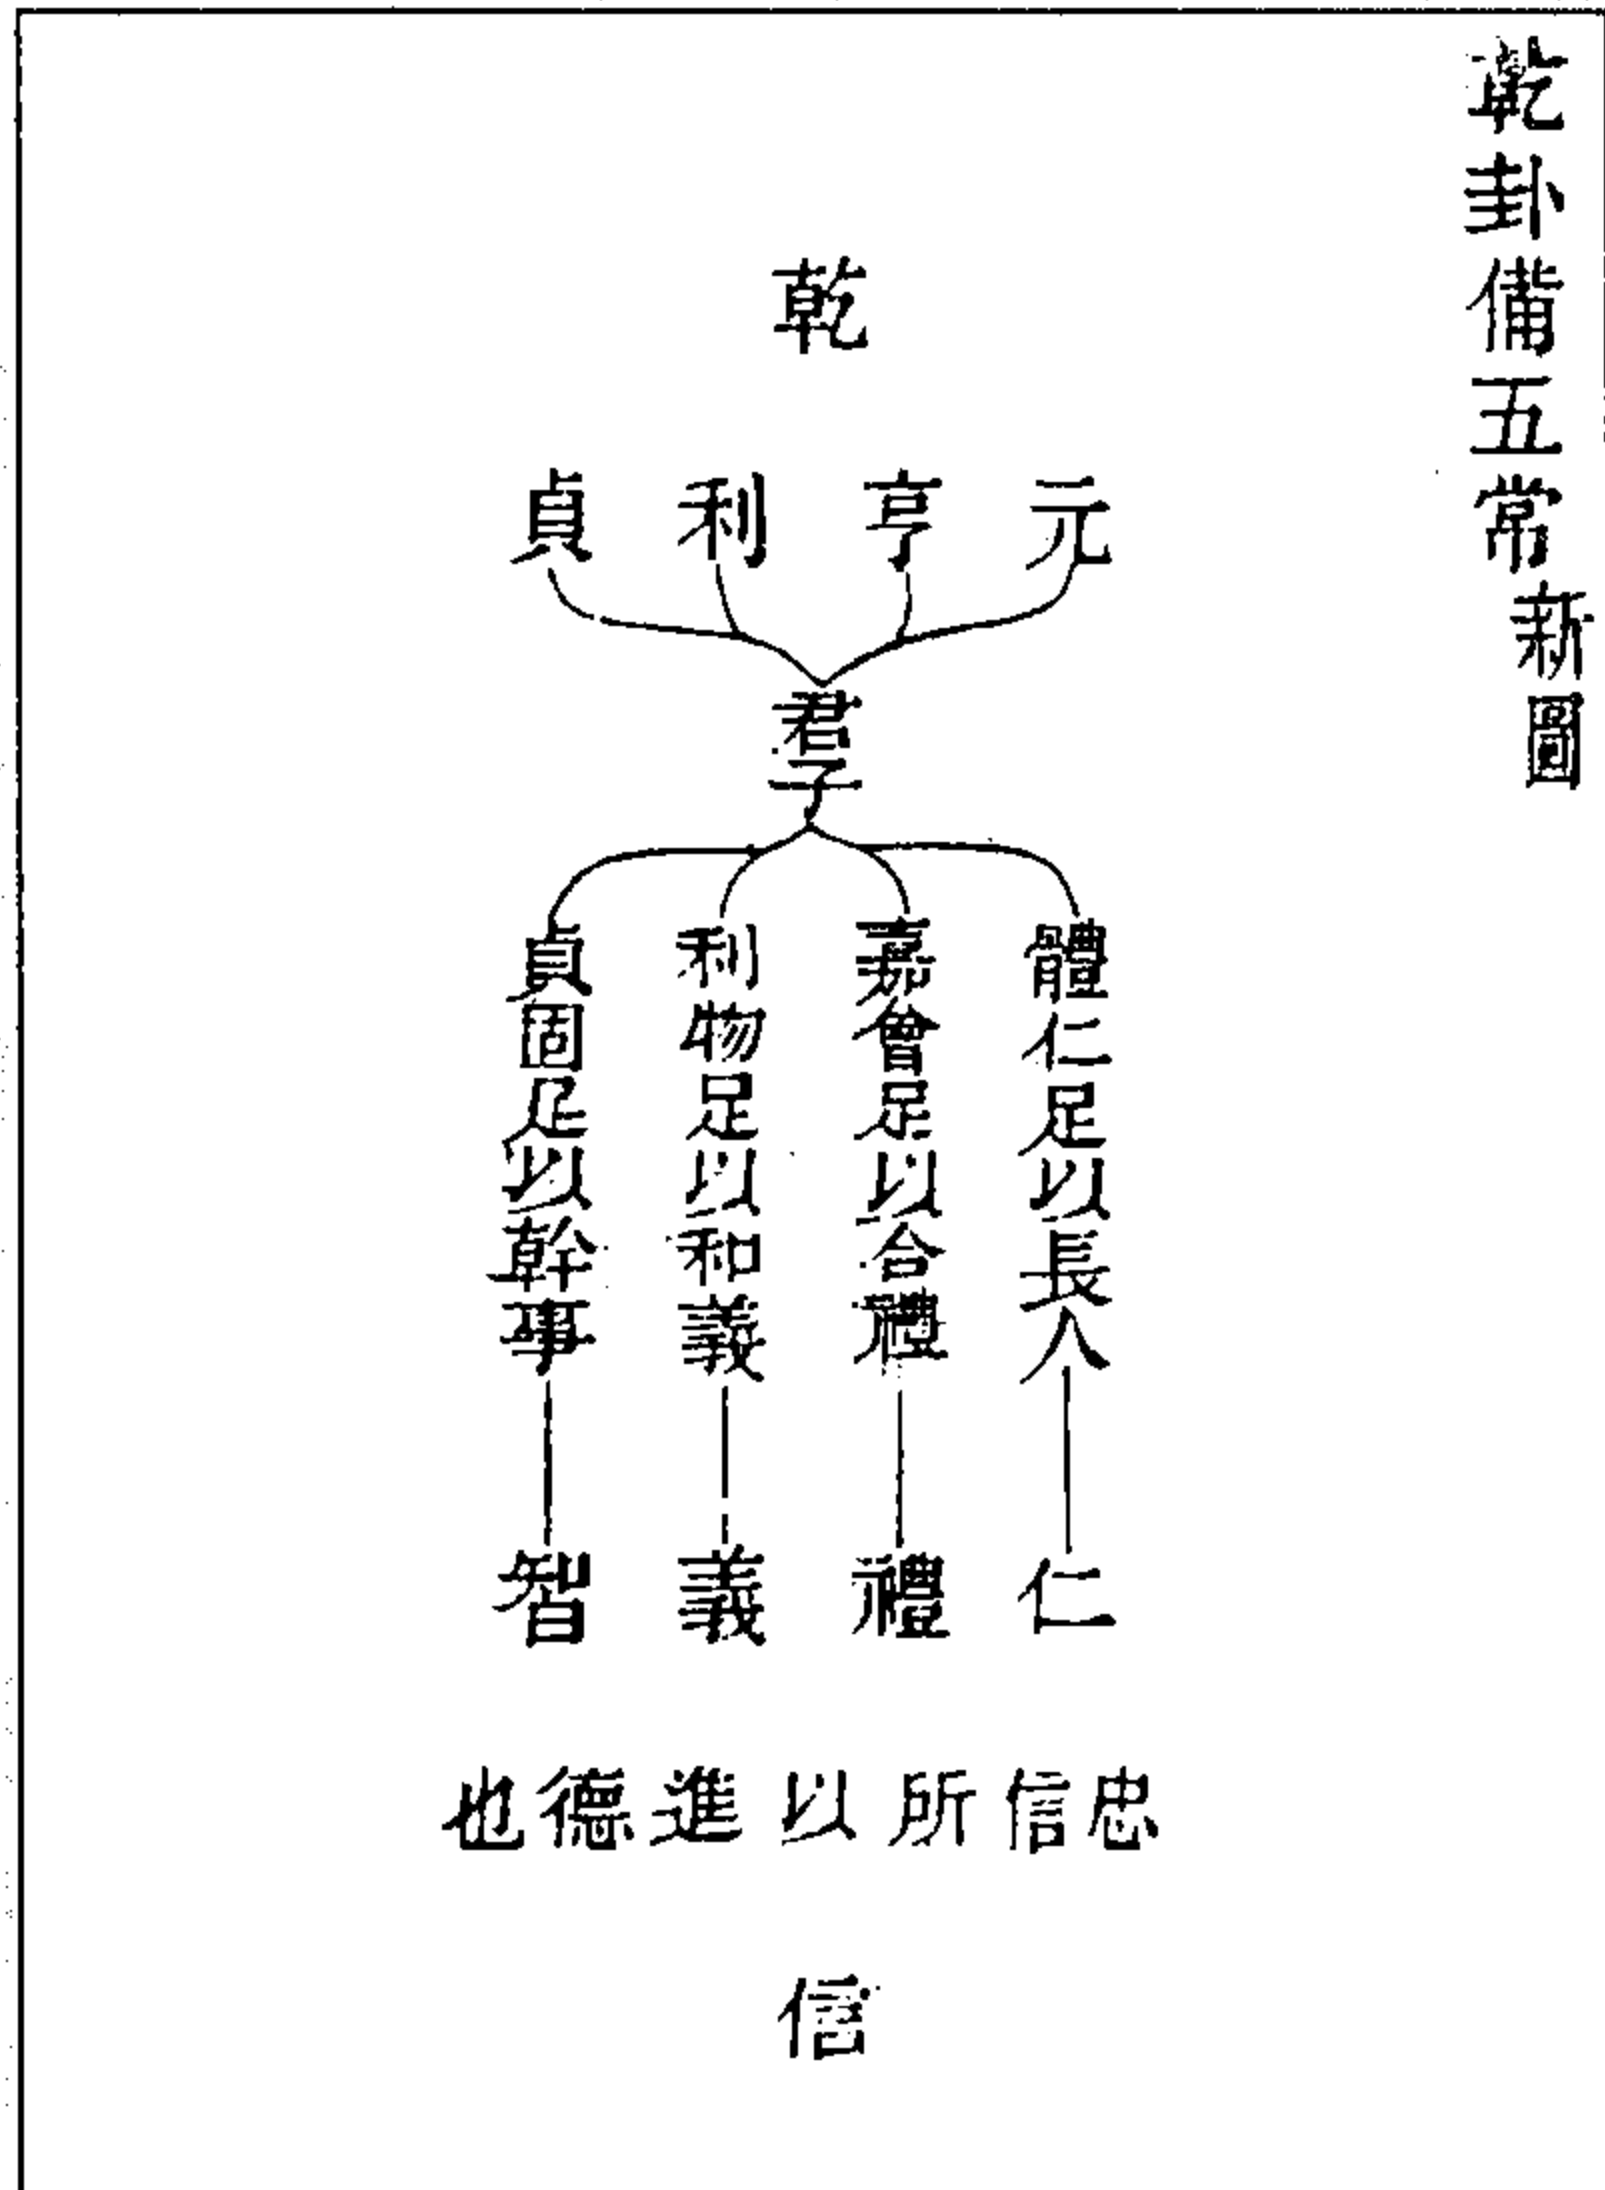 乾卦備五常新圖
乾
元亨利貞
君子
體仁足以長人
嘉會足以合禮
利物足以和義
貞固足以幹事
仁禮義智
忠信所以進德也
信